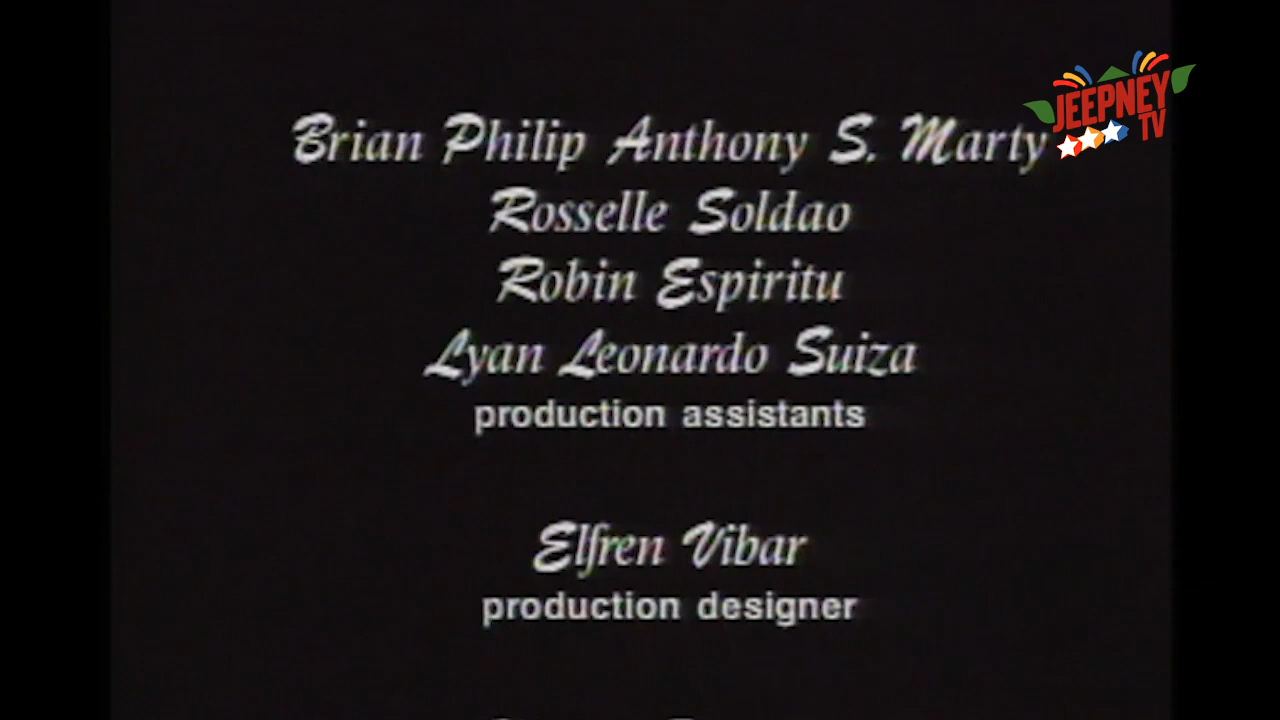 JEEPNEY
TV
Brian Philip Anthony S. Marty
Rosselle Soldao
Robin Espiritu
Lyan Leonardo Suiza
production assistants
Elfren Vibar
production designer